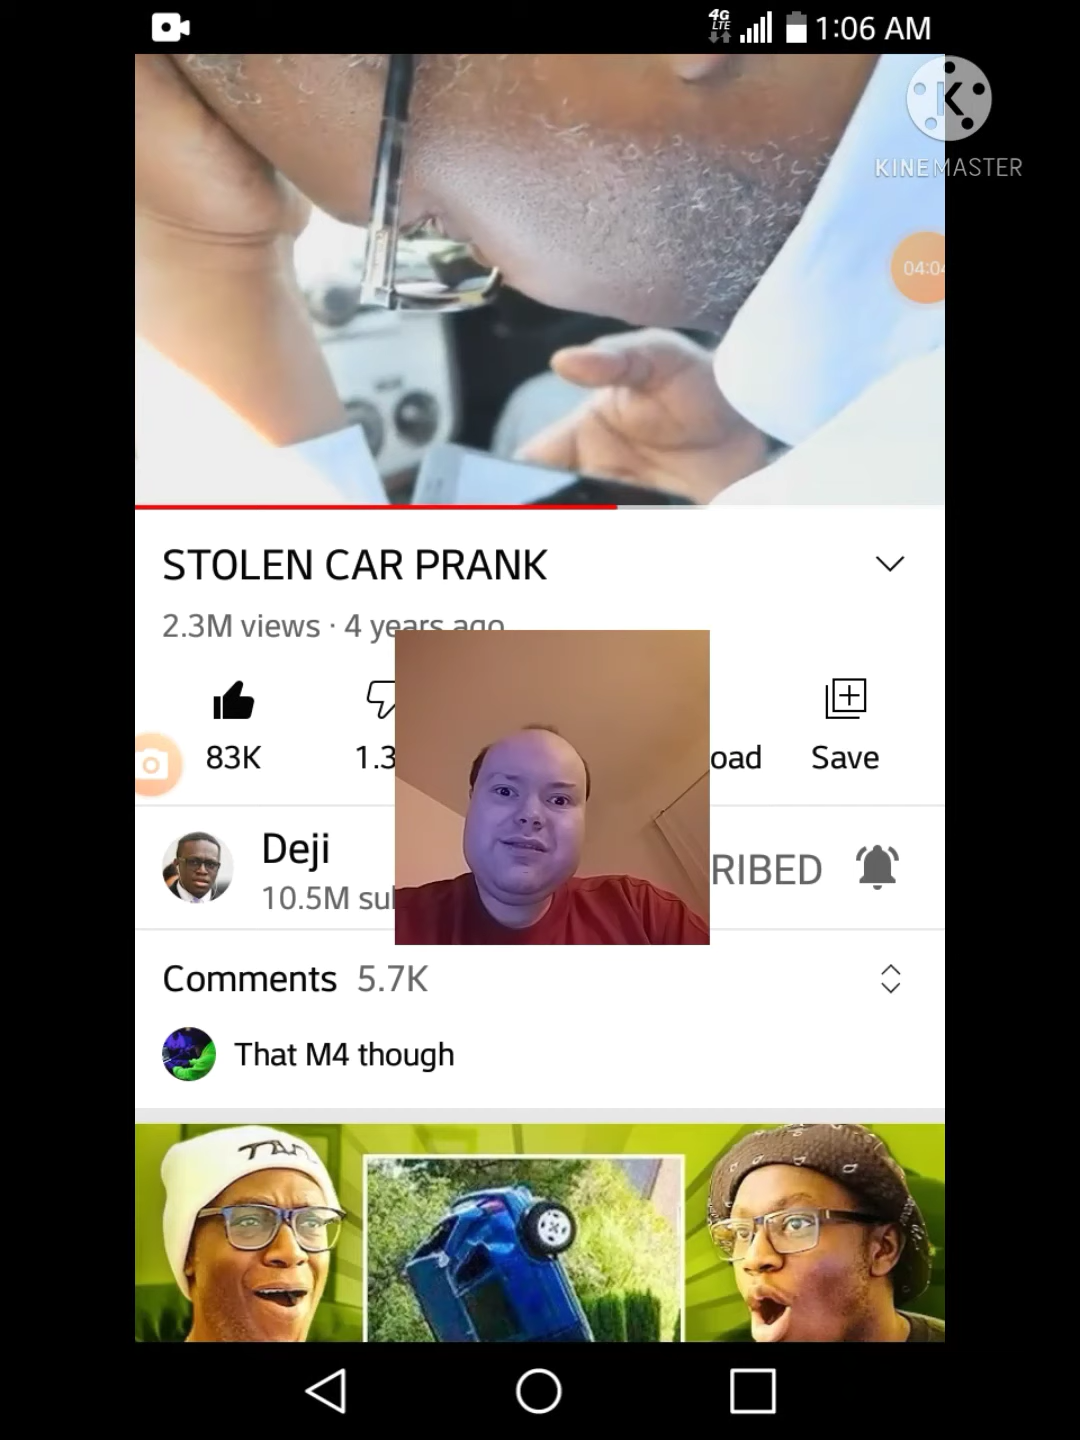 4G
LTE
1:06 AM
KINEMASTER
04:04
STOLEN CAR PRANK
2.3M views · 4 years ago
83K
1.3
oad
Save
Deji
RIBED
10.5M su
Comments 5.7K
That M4 though